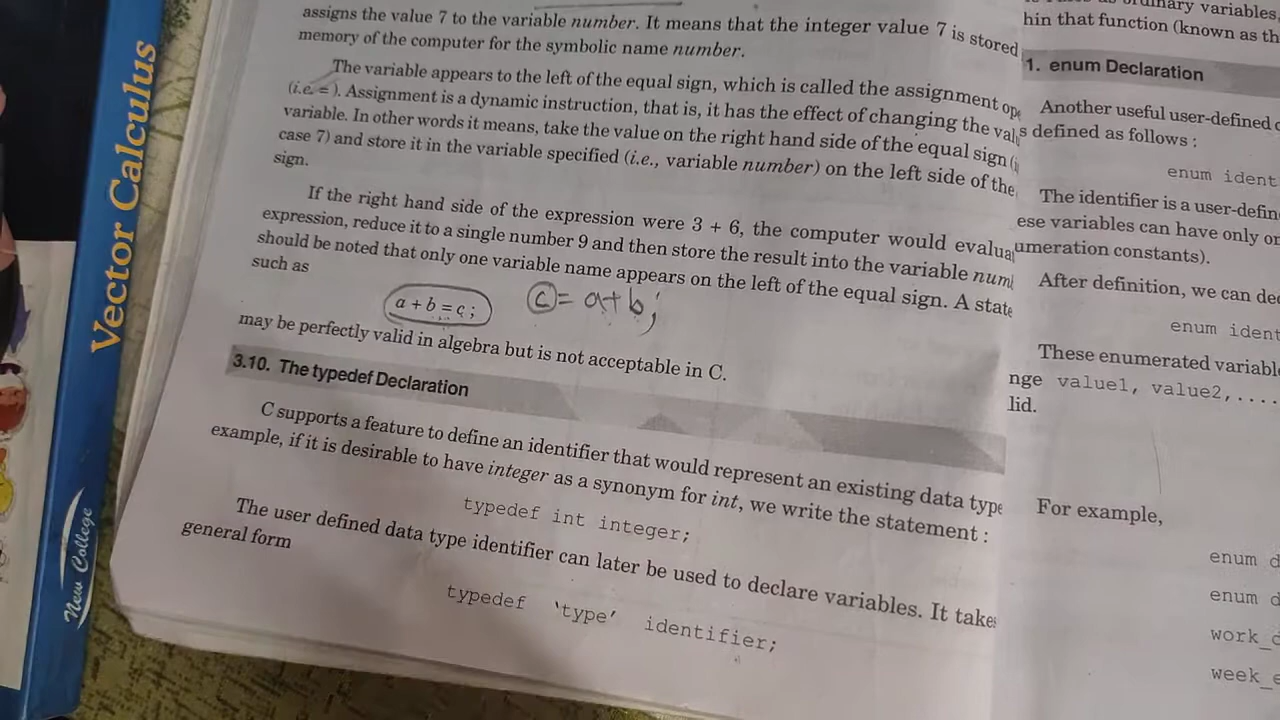 Vector Calculus
New College
assigns the value 7 to the variable number. It means that the integer value 7 is stored
memory of the computer for the symbolic name number.
The variable appears to the left of the equal sign, which is called the assignment
(i.e. = ). Assignment is a dynamic instruction, that is, it has the effect of changing the
variable. In other words it means, take the value on the right hand side of the equal sign
case 7) and store it in the variable specified (i.e., variable number) on the left side of the
sign.
If the right hand side of the expression were 3 + 6, the computer would
expression, reduce it to a single number 9 and then store the result into the variable
should be noted that only one variable name appears on the left of the equal sign. A
such as
a + b = c ; c = a+b;
may be perfectly valid in algebra but is not acceptable in C.
3.10. The typedef Declaration
C supports a feature to define an identifier that would represent an existing data type
example, if it is desirable to have integer as a synonym for int, we write the statement :
typedef int integer;
The user defined data type identifier can later be used to declare variables. It
general form
typedef 'type' identifier;
variables,
hin that function (known as
1. enum Declaration
Another useful user-defined
s defined as follows :
enum ident
The identifier is a
ese variables can have only
umeration constants).
After definition, we can
enum ident
These enumerated
nge value1, value2, ....
lid.
For example,
enum d
enum d
work_
week_